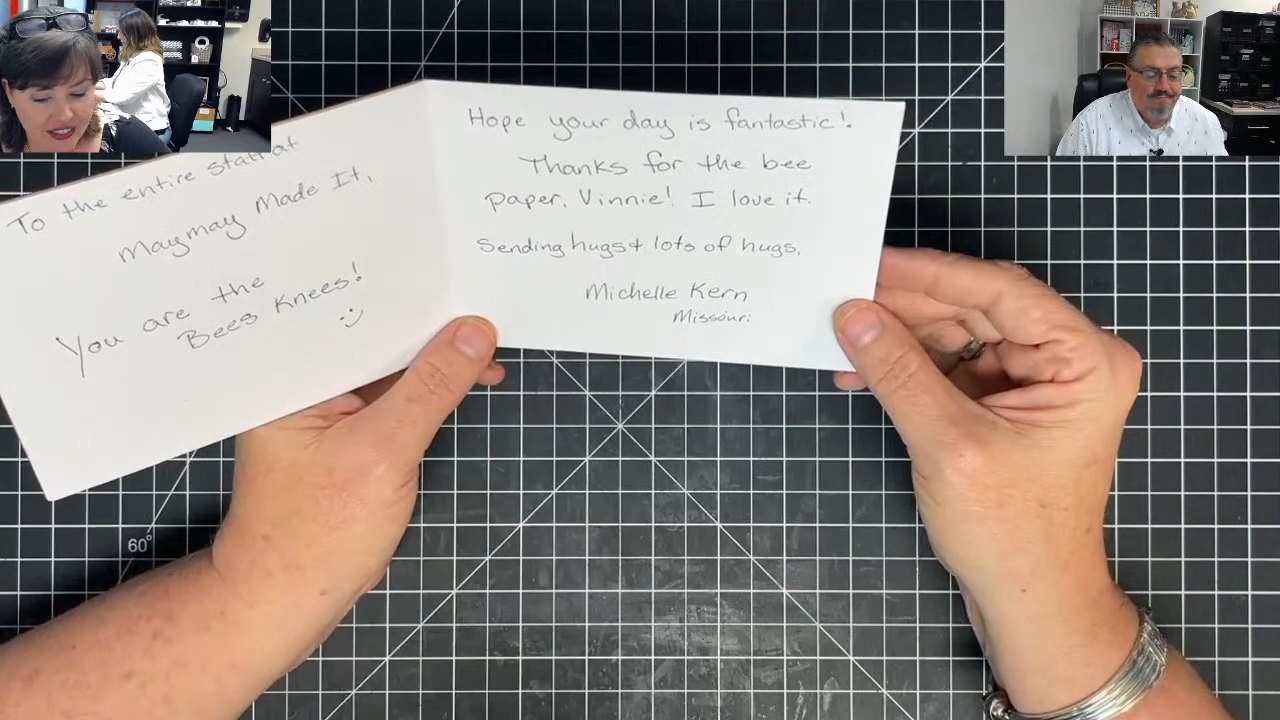 To the entire staff at
Maymay Made It,
You are the
Bees Knees!
:)
Hope your day is fantastic!
Thanks for the bee
paper, Vinnie! I love it.
Sending hugs & lots of hugs,
Michelle Kern
Missouri
60°